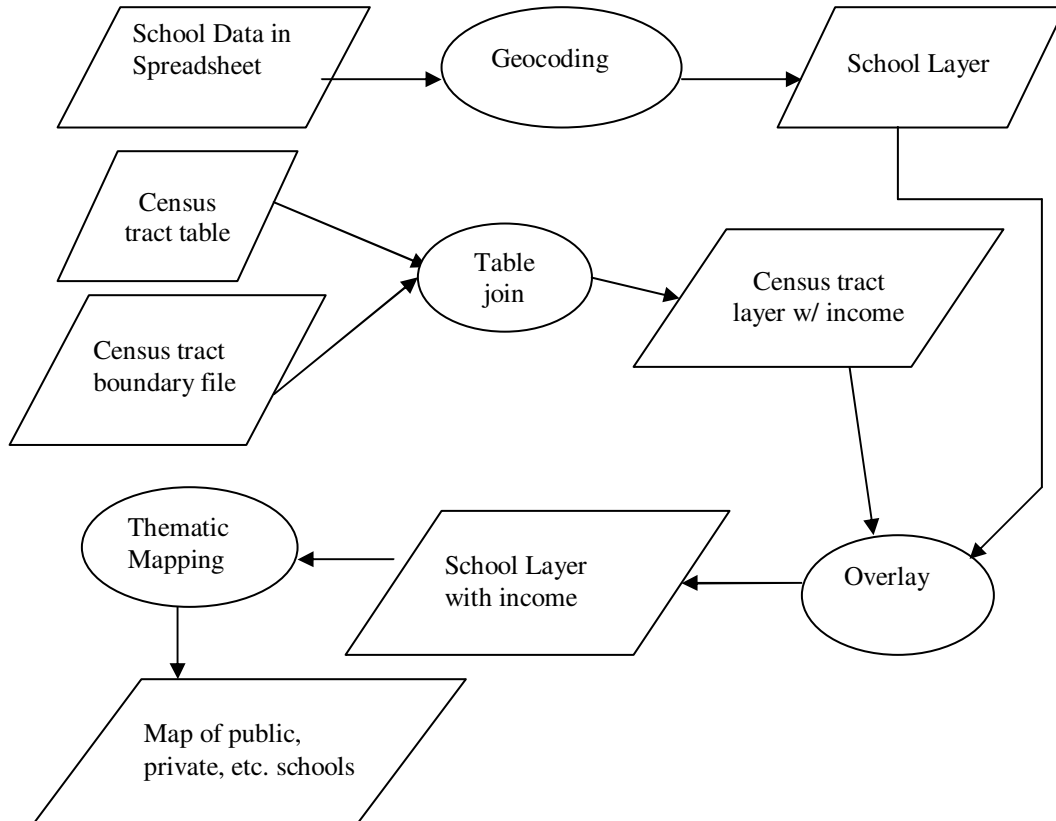 School Data in
Spreadsheet
Geocoding
School Layer
Census
tract table
Table
join
Census tract
layer w/ income
Census tract
boundary file
Thematic
Mapping
School Layer
with income
Overlay
Map of public,
private, etc. schools